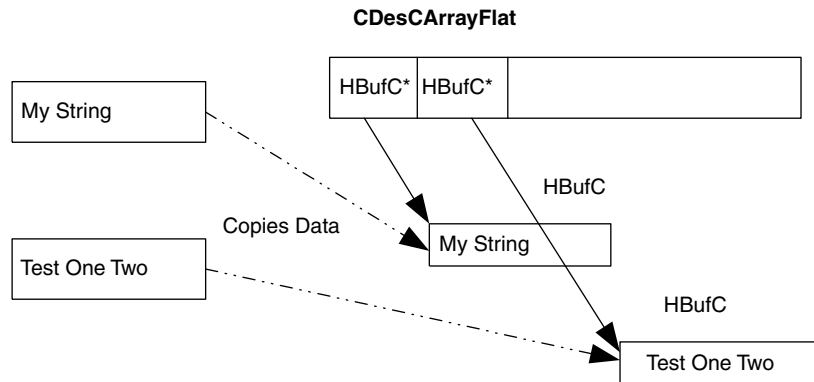 CDesCArrayFlat
HBufC* HBufC*
My String
HBufC
Copies Data
My String
Test One Two
HBufC
Test One Two